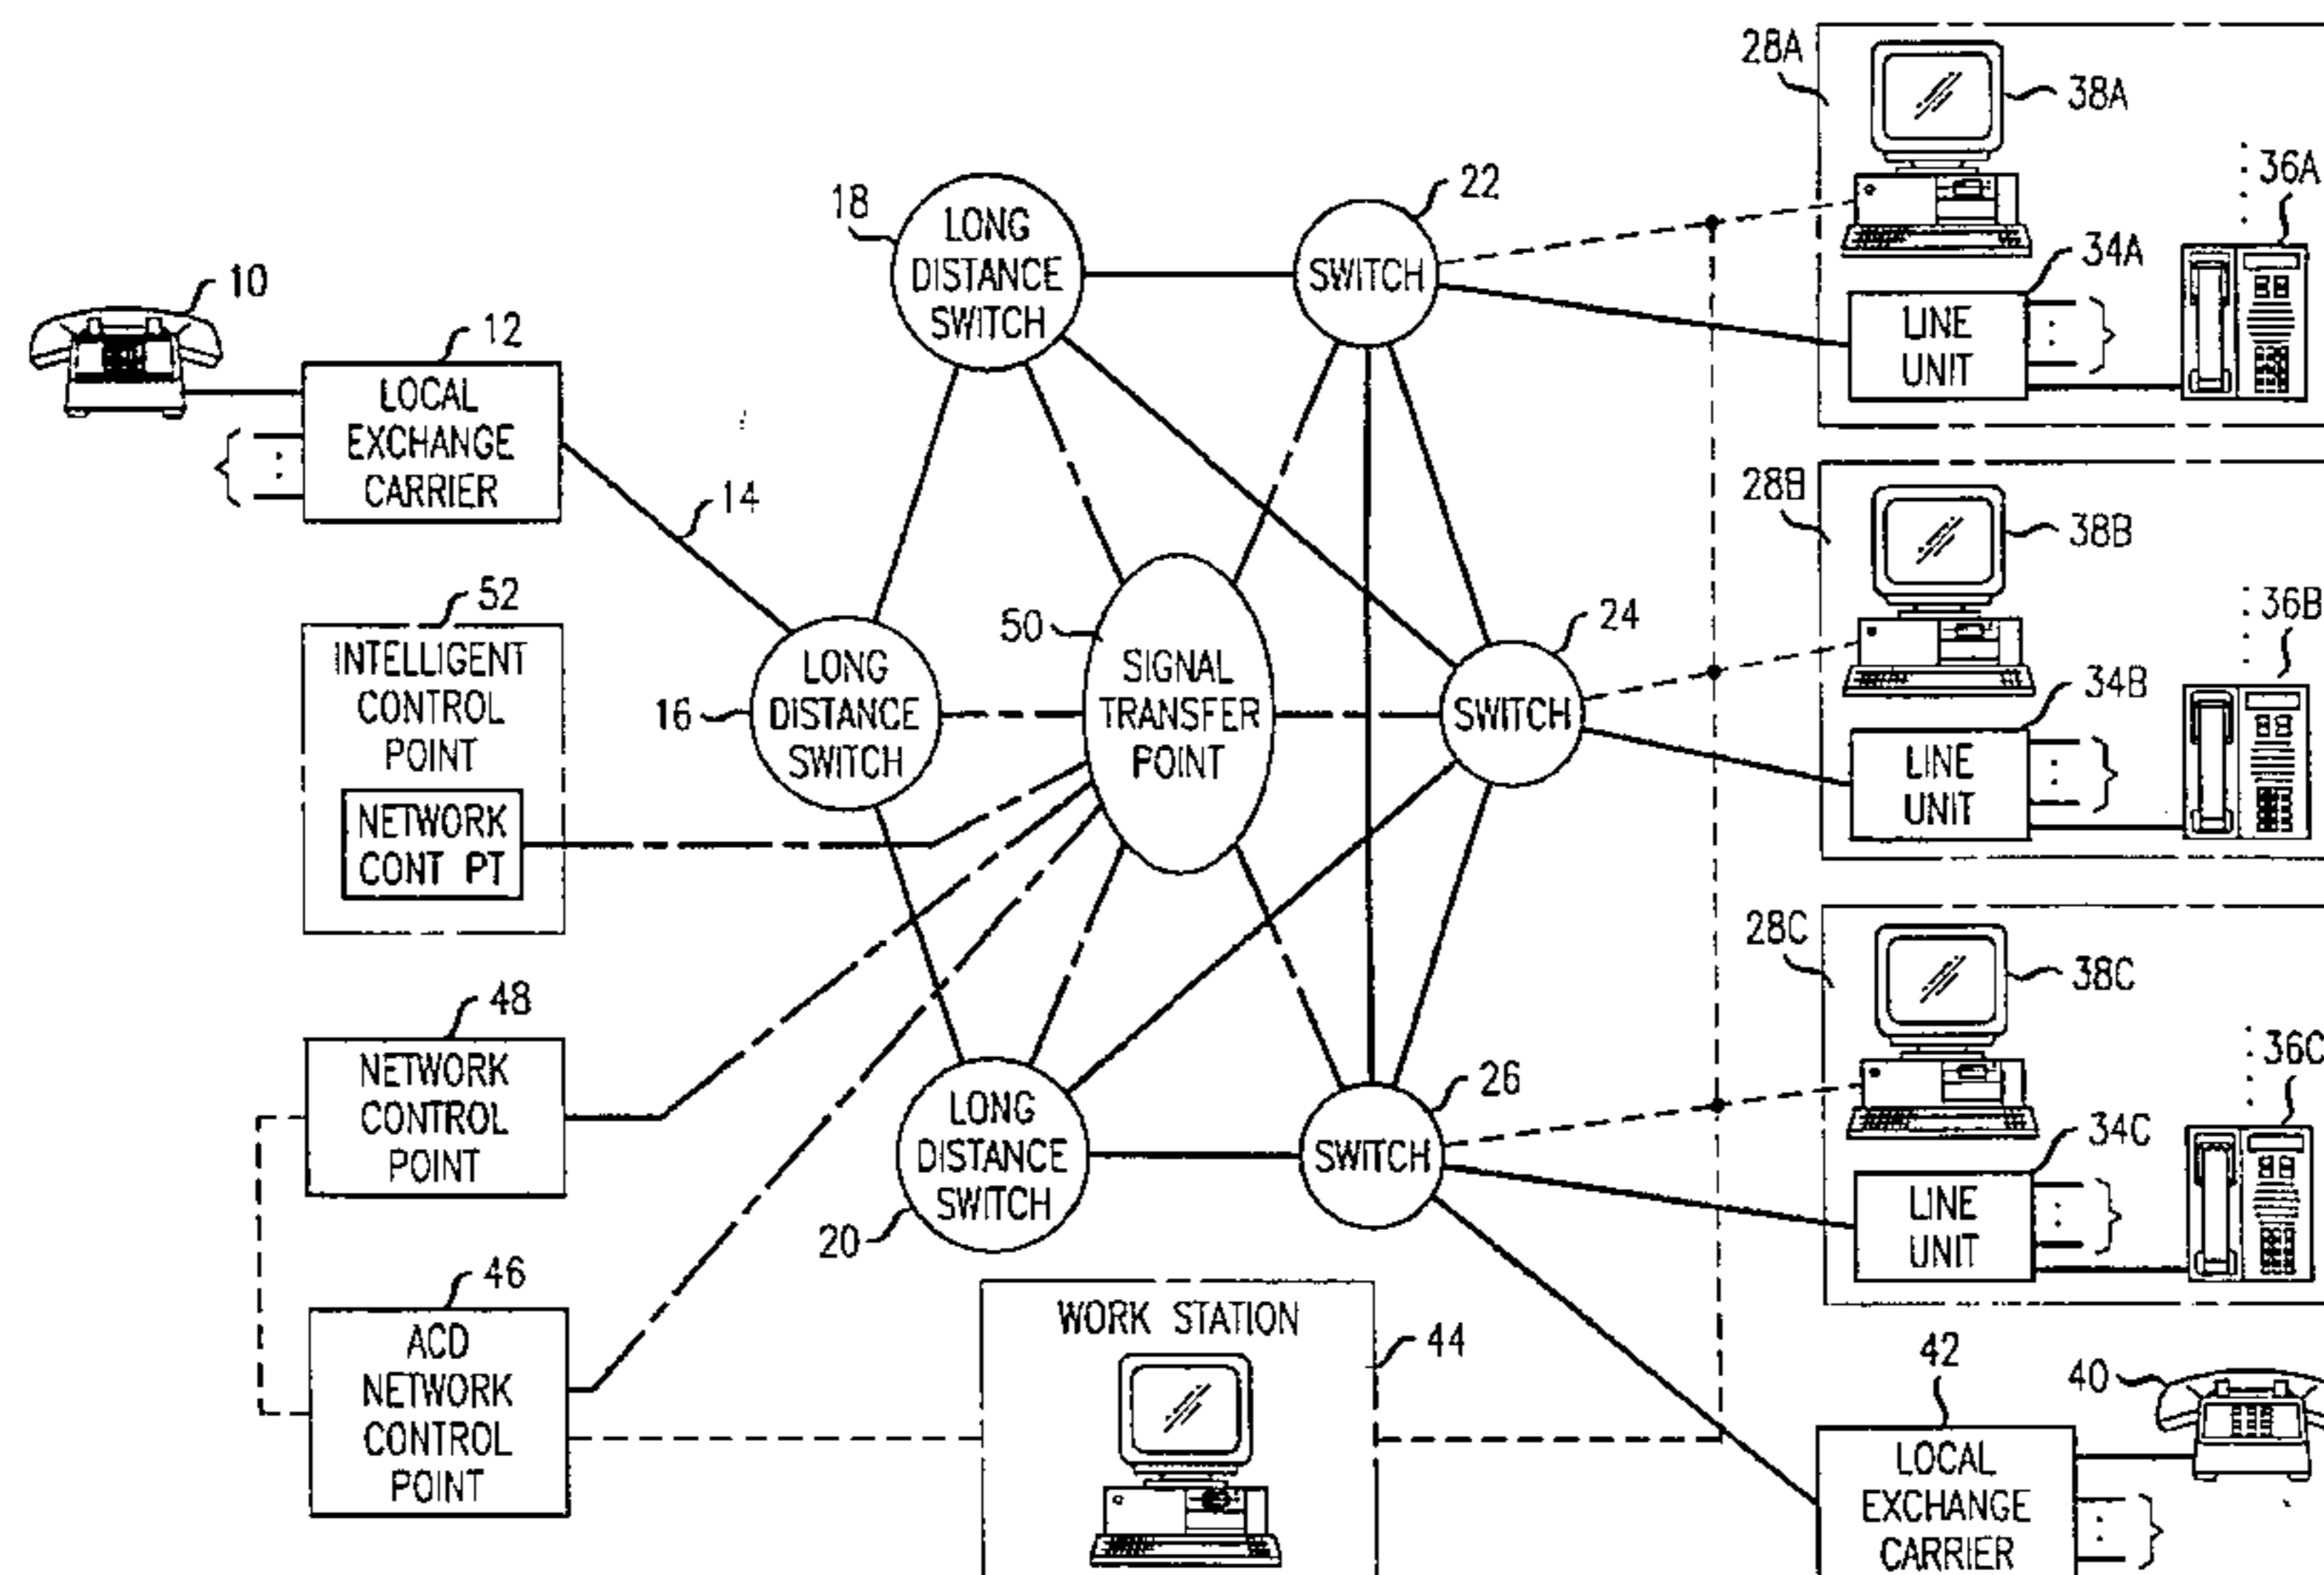 28A
38A
36A
18
LONG
DISTANCE
SWITCH
22
SWITCH
34A
LINE
UNIT
10
12
LOCAL
EXCHANGE
CARRIER
14
28B
38B
36B
52
INTELLIGENT
CONTROL
POINT
NETWORK
CONT PT
16
LONG
DISTANCE
SWITCH
50
SIGNAL
TRANSFER
POINT
24
SWITCH
34B
LINE
UNIT
28C
38C
36C
48
NETWORK
CONTROL
POINT
20
LONG
DISTANCE
SWITCH
26
SWITCH
34C
LINE
UNIT
46
ACD
NETWORK
CONTROL
POINT
WORK STATION
44
42
40
LOCAL
EXCHANGE
CARRIER